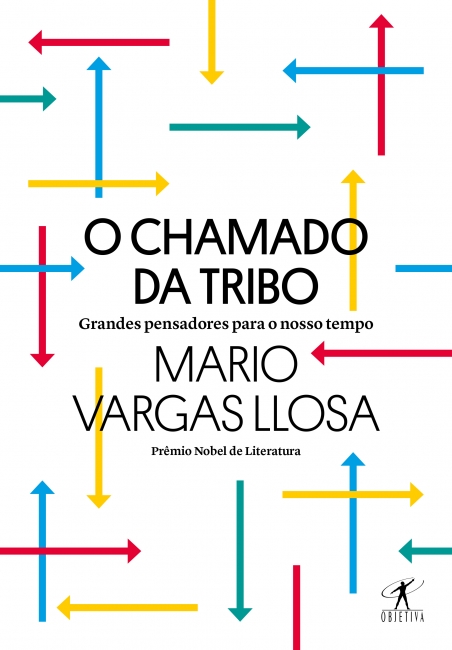 O CHAMADO
DA TRIBO
Grandes pensadores para o nosso tempo
MARIO
VARGAS LLOSA
Prêmio Nobel de Literatura
OBJETIVA